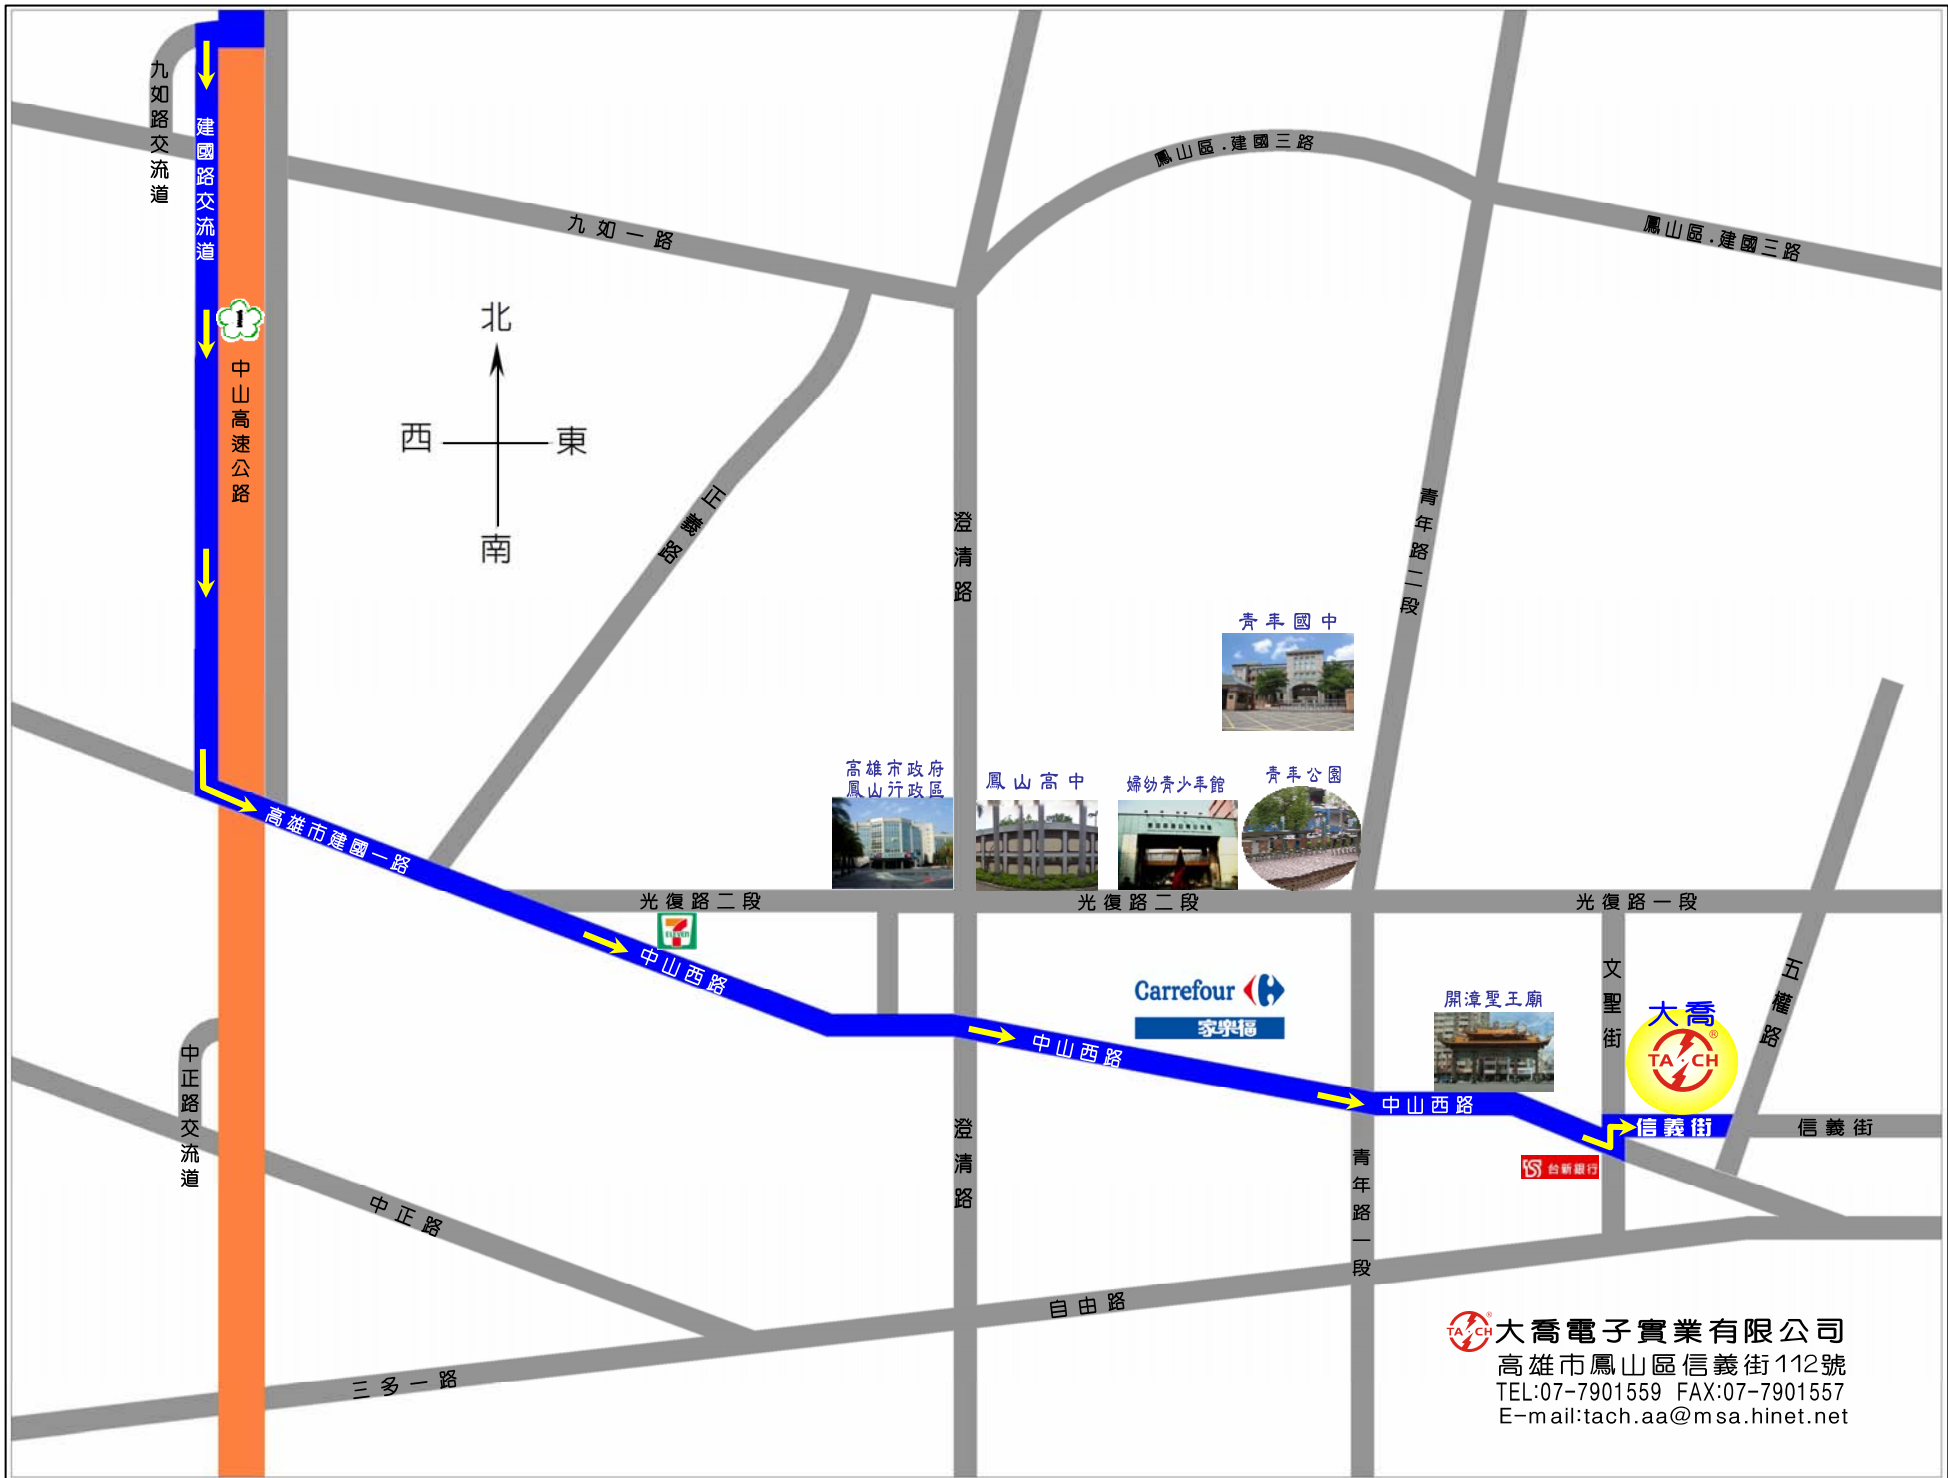 九如路交流道
建國路交流道
鳳山區.建國三路
鳳山區.建國三路
九如一路
1
中山高速公路
北
西
東
南
正義路
澄清路
青年路二段
青年國中
高雄市政府
鳳山行政區
鳳山高中
婦幼青少年館
青年公園
高雄市建國一路
光復路二段
光復路二段
光復路一段
7
ELEVEN
中山西路
Carrefour
家樂福
開漳聖王廟
文聖街
五權路
大喬
TA CH
®
中山西路
中山西路
信義街
信義街
台新銀行
中正路交流道
中正路
澄清路
青年路一段
自由路
三多一路
TA CH
®
大喬電子實業有限公司
高雄市鳳山區信義街112號
TEL:07-7901559 FAX:07-7901557
E-mail:tach.aa@msa.hinet.net